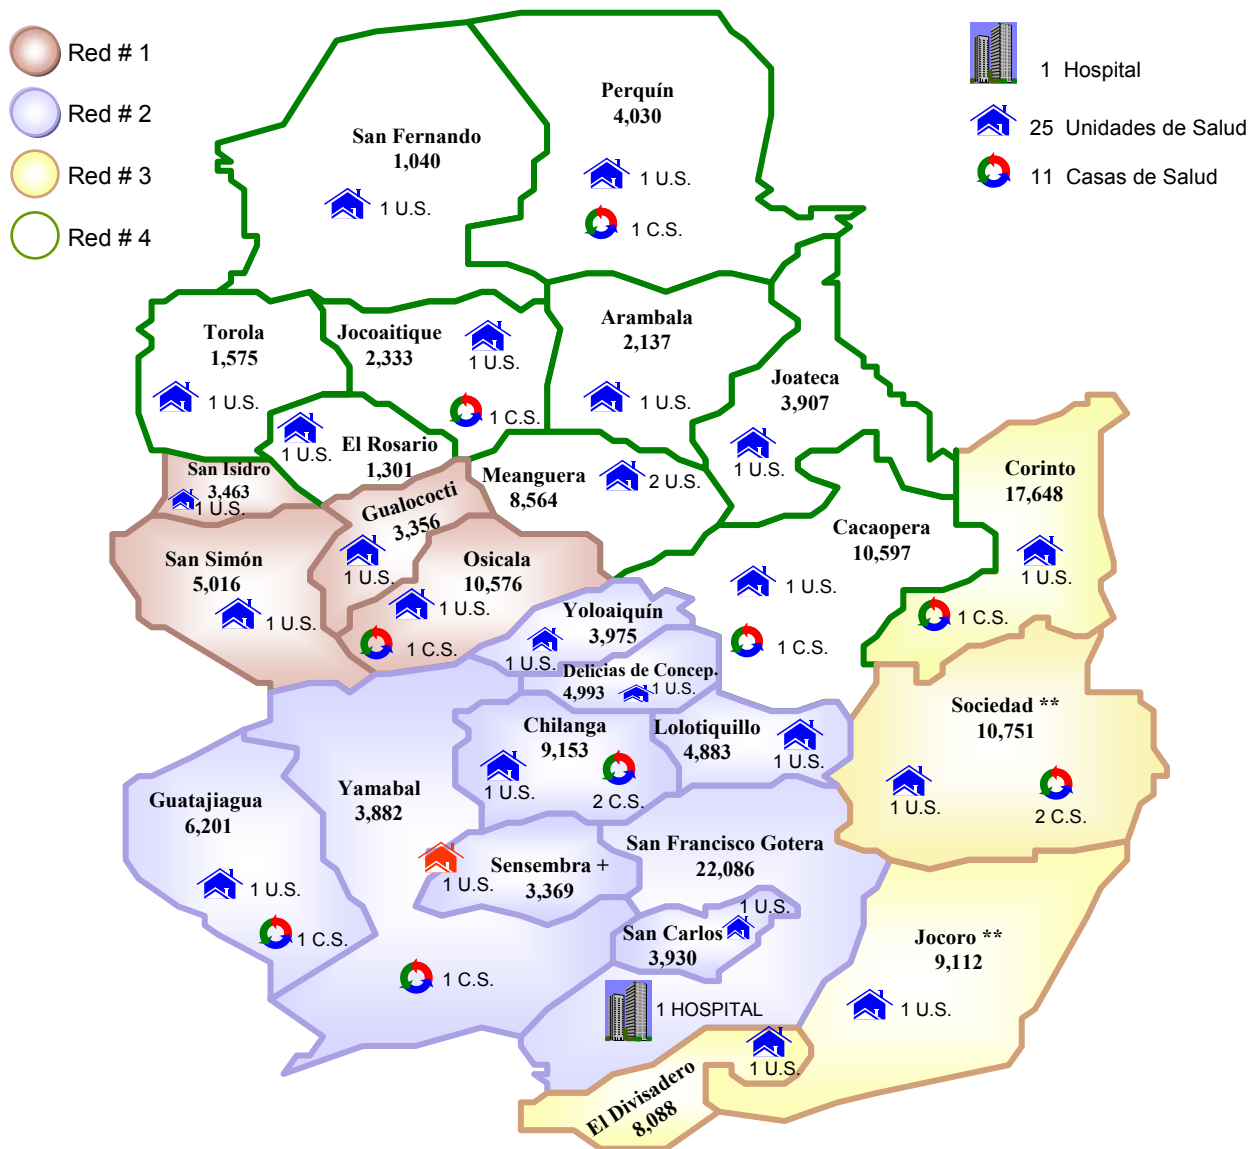 Red # 1
Red # 2
Red # 3
Red # 4
1 Hospital
25 Unidades de Salud
11 Casas de Salud
Perquín
4,030
1 U.S.
1 C.S.
San Fernando
1,040
1 U.S.
Torola
1,575
1 U.S.
Jocoaitique
2,333
1 U.S.
1 C.S.
Arambala
2,137
1 U.S.
Joateca
3,907
1 U.S.
El Rosario
1,301
1 U.S.
Meanguera
8,564
2 U.S.
Cacaopera
10,597
1 U.S.
1 C.S.
Corinto
17,648
1 U.S.
1 C.S.
San Isidro
3,463
1 U.S.
Gualococti
3,356
1 U.S.
San Simón
5,016
1 U.S.
Osicala
10,576
1 U.S.
1 C.S.
Yoloaiquín
3,975
1 U.S.
Delicias de Concep.
4,993
1 U.S.
Chilanga
9,153
1 U.S.
2 C.S.
Lolotiquillo
4,883
1 U.S.
Sociedad **
10,751
1 U.S.
2 C.S.
Guatajiagua
6,201
1 U.S.
1 C.S.
Yamabal
3,882
1 C.S.
Sensembra +
3,369
1 U.S.
San Francisco Gotera
22,086
1 HOSPITAL
San Carlos
3,930
1 U.S.
Jocoro **
9,112
1 U.S.
El Divisadero
8,088
1 U.S.